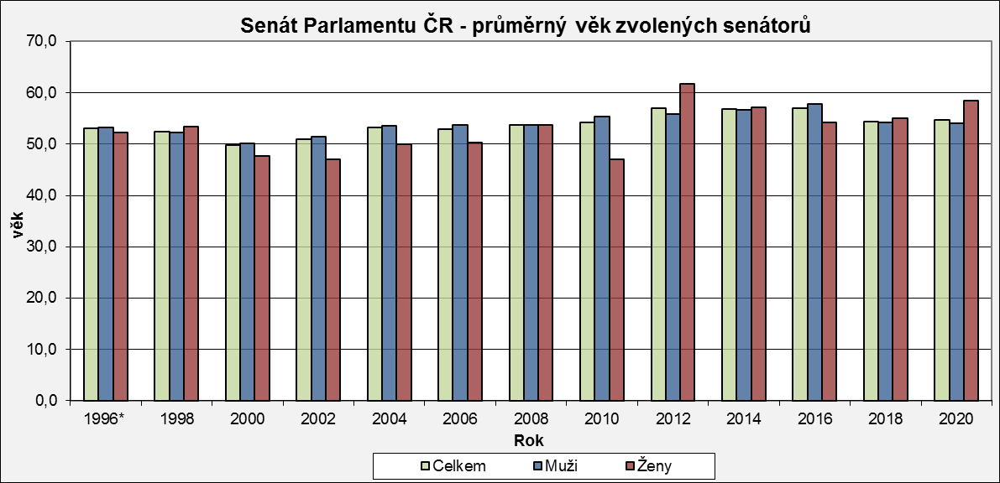 Senát Parlamentu ČR - průměrný věk zvolených senátorů
70,0
60,0
50,0
40,0
30,0
20,0
10,0
0,0
věk
1996* 1998 2000 2002 2004 2006 2008 2010 2012 2014 2016 2018 2020
Rok
Celkem Muži Ženy